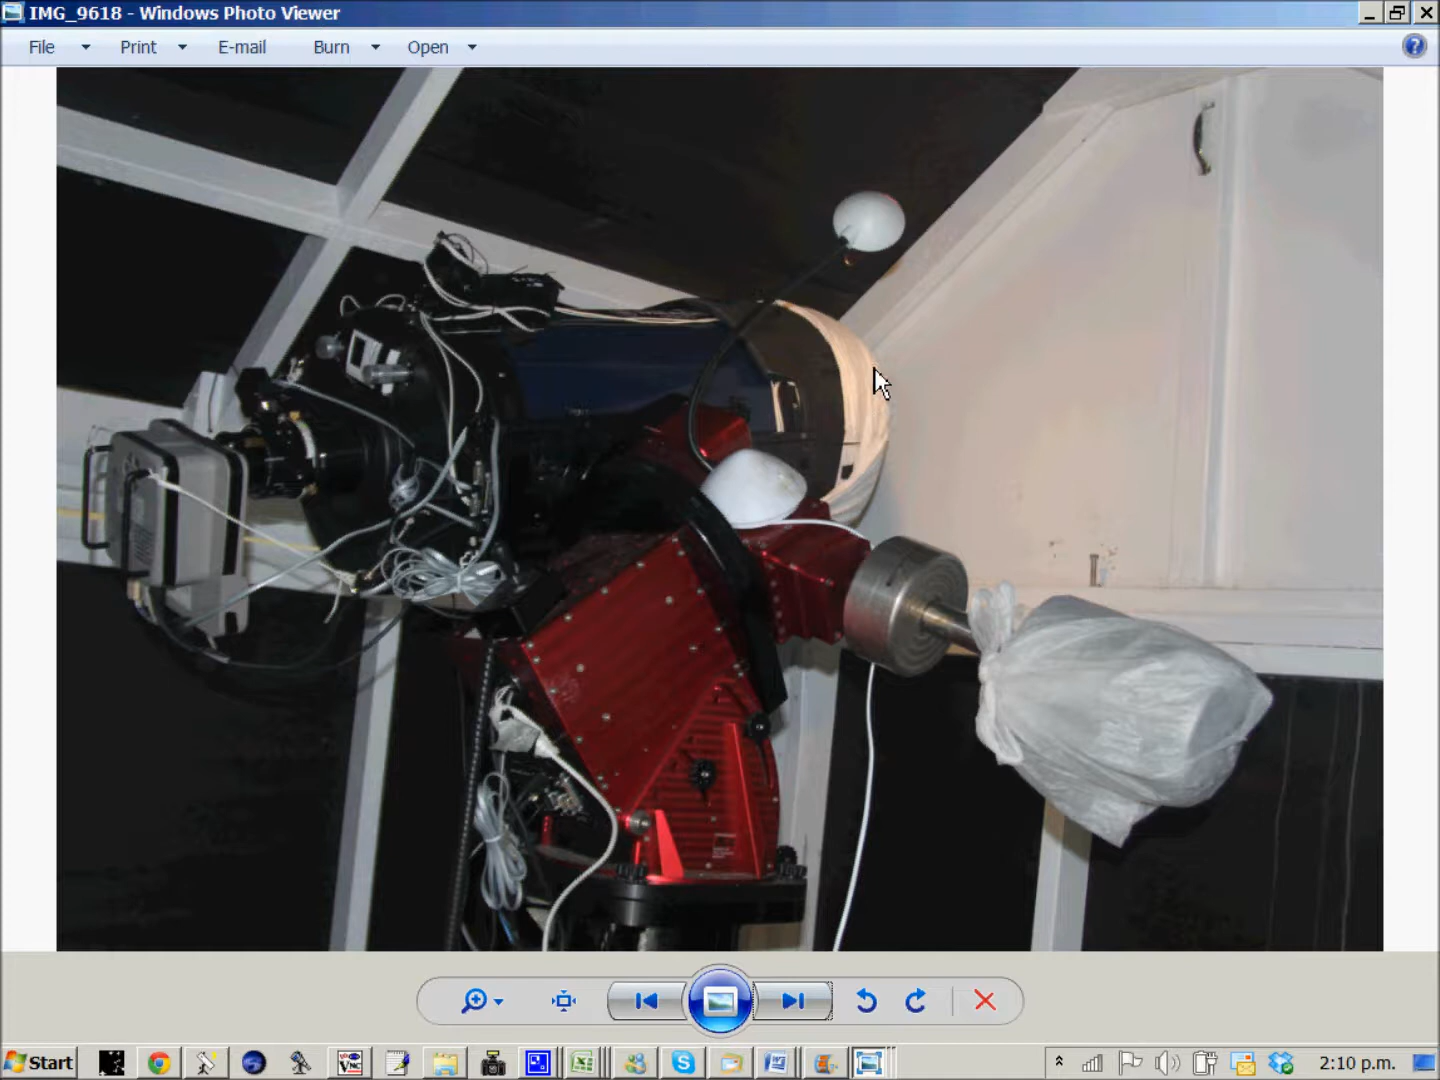 IMG_9618 - Windows Photo Viewer
File Print E-mail Burn Open
Start
2:10 p.m.